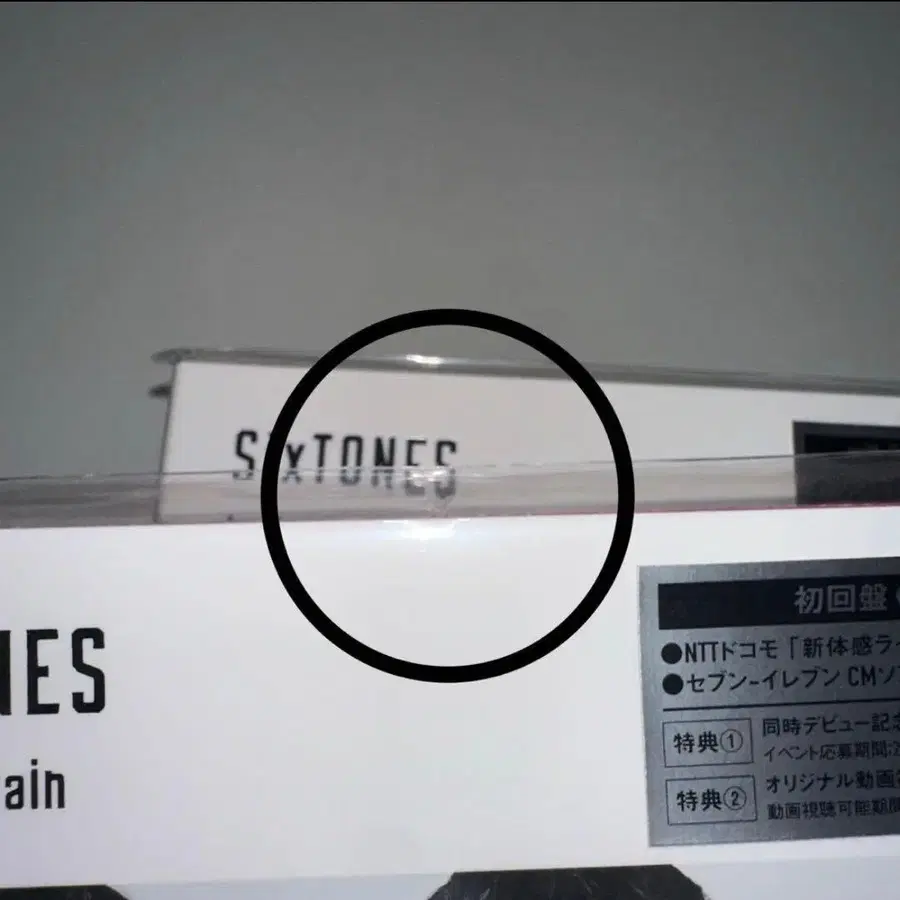 SixTONES
NES
ain
初回盤
●NTTドコモ「新体感ラ
●セブン-イレブン CMソ
特典①
同時デビュー記
イベント応募期間:
特典②
オリジナル動画
動画視聴可能期間